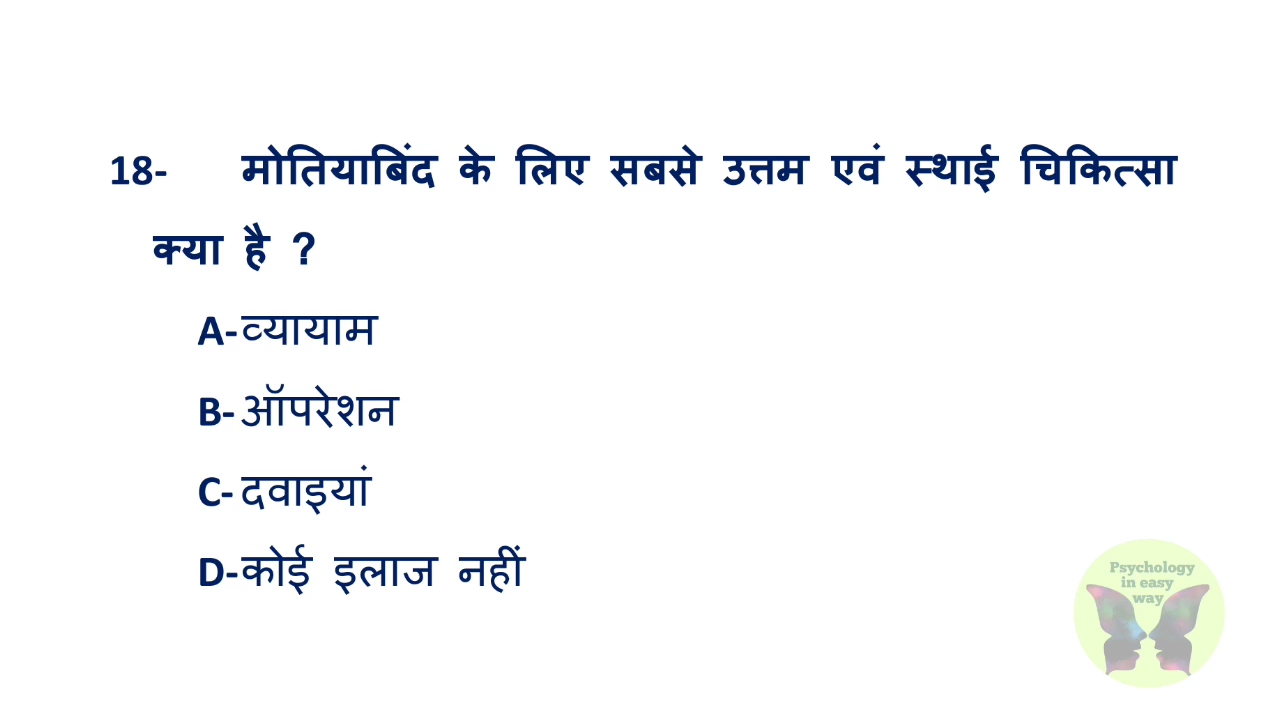 18- मोतियाबिंद के लिए सबसे उत्तम एवं स्थाई चिकित्सा
क्या है ?
A-व्यायाम
B-ऑपरेशन
C-दवाइयां
D-कोई इलाज नहीं
Psychology
in easy
way